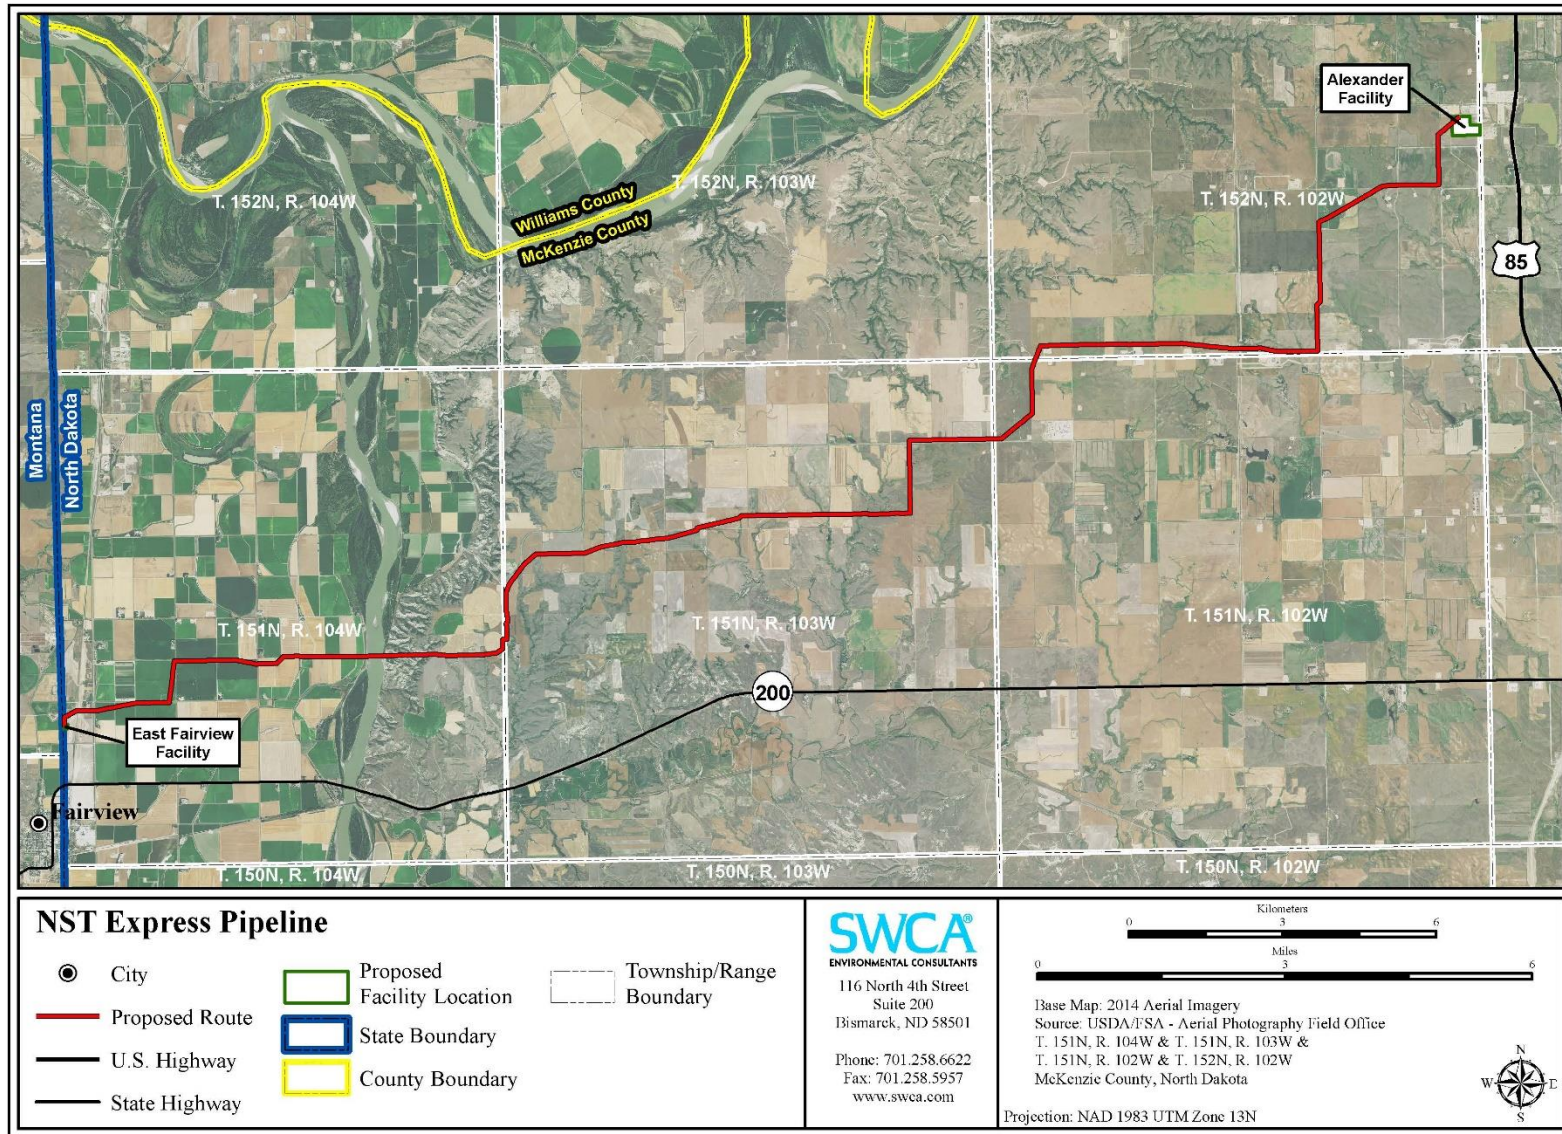 Alexander
Facility
T. 152N, R. 104W
T. 152N, R. 103W
T. 152N, R. 102W
Williams County
McKenzie County
85
Montana
North Dakota
T. 151N, R. 104W
T. 151N, R. 103W
T. 151N, R. 102W
200
East Fairview
Facility
Fairview
T. 150N, R. 104W
T. 150N, R. 103W
T. 150N, R. 102W
NST Express Pipeline
City
Proposed Route
U.S. Highway
State Highway
Proposed
Facility Location
State Boundary
County Boundary
Township/Range
Boundary
SWCA®
ENVIRONMENTAL CONSULTANTS
116 North 4th Street
Suite 200
Bismarck, ND 58501
Phone: 701.258.6622
Fax: 701.258.5957
www.swca.com
Kilometers
0 3 6
Miles
0 3 6
Base Map: 2014 Aerial Imagery
Source: USDA/FSA - Aerial Photography Field Office
T. 151N, R. 104W & T. 151N, R. 103W &
T. 151N, R. 102W & T. 152N, R. 102W
McKenzie County, North Dakota
Projection: NAD 1983 UTM Zone 13N
N
W E
S